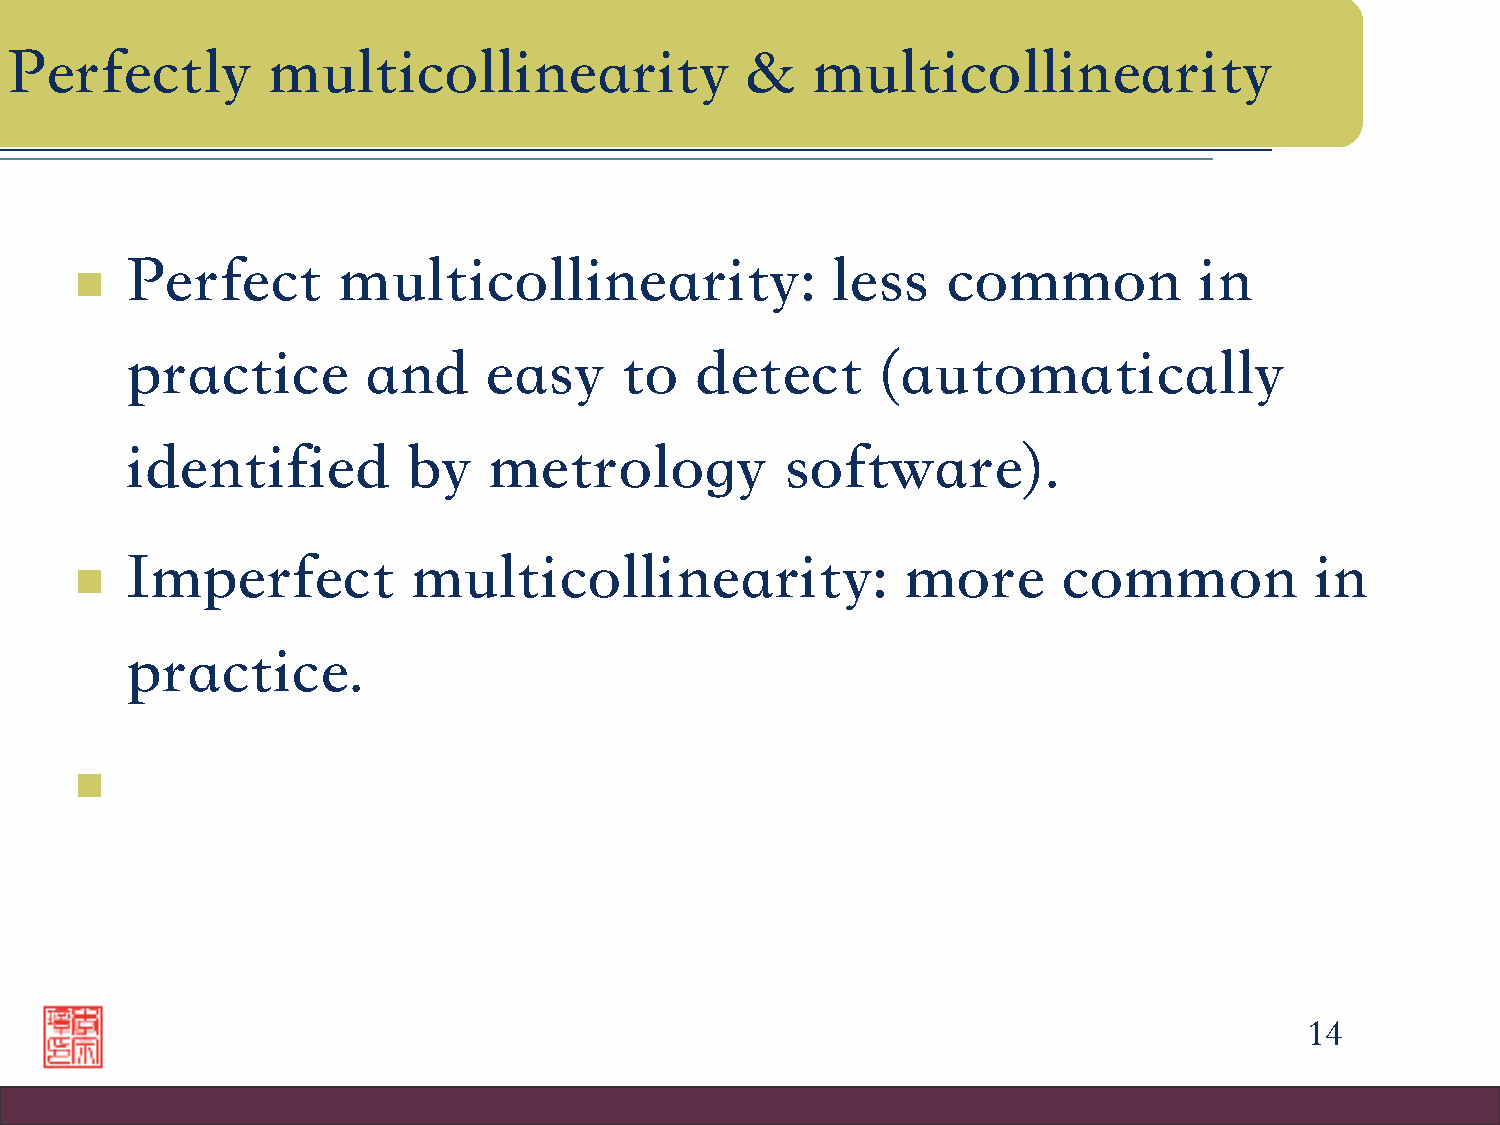 Perfectly multicollinearity & multicollinearity
Perfect multicollinearity: less common in
practice and easy to detect (automatically
identified by metrology software).
Imperfect multicollinearity: more common in
practice.
14